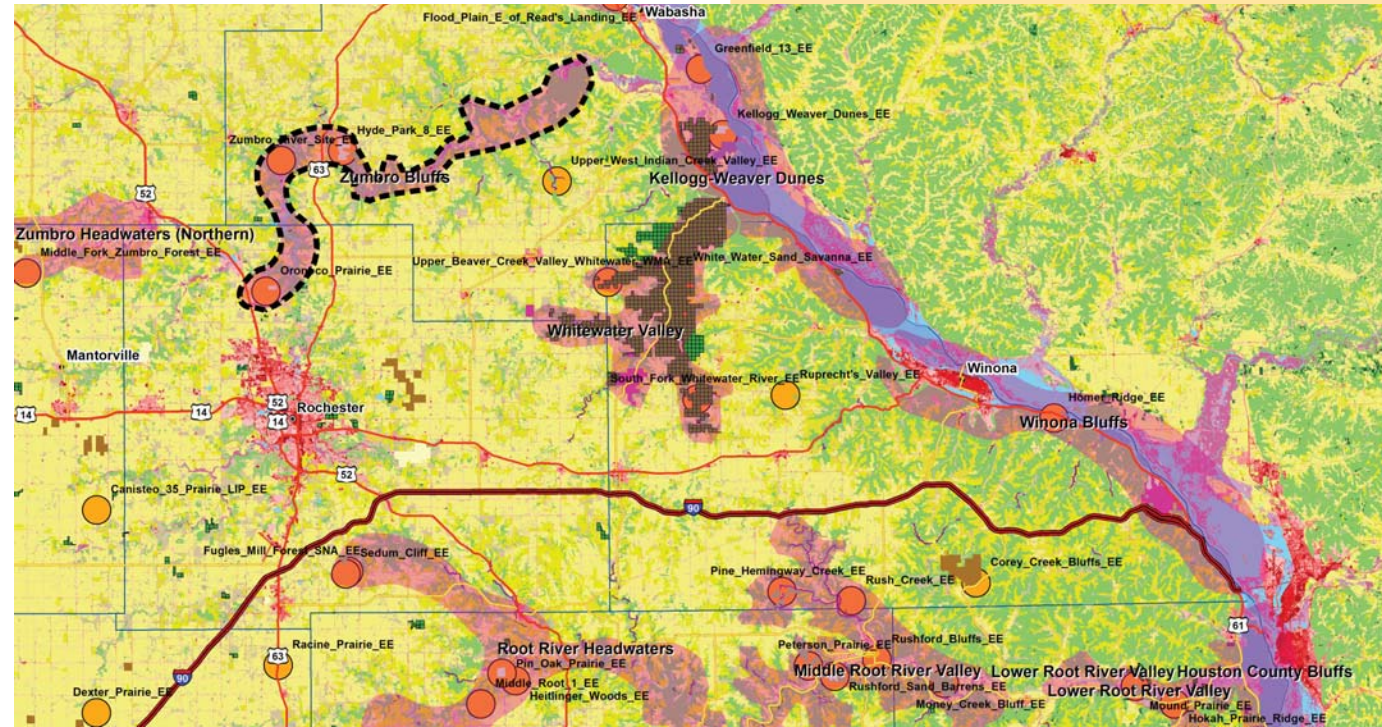 Wabasha
Flood_Plain_E_of_Read's_Landing_EE
Greenfield_13_EE
Kellogg_Weaver_Dunes_EE
Hyde_Park_8_EE
Zumbro_River_Site_EE
63
Upper_West_Indian_Creek_Valley_EE
Zumbro Bluffs
Kellogg-Weaver Dunes
52
Zumbro Headwaters (Northern)
Middle_Fork_Zumbro_Forest_EE
Upper_Beaver_Creek_Valley_Whitewater_WMA_EE
White_Water_Sand_Savanna_EE
Oronoco_Prairie_EE
Whitewater Valley
Mantorville
Winona
South_Fork_Whitewater_River_EE
Ruprecht's_Valley_EE
Homer_Ridge_EE
52
Rochester
14
14
14
Winona Bluffs
52
Canisteo_35_Prairie_LIP_EE
90
Fugles_Mill_Forest_SNA_EE
Sedum_Cliff_EE
Pine_Hemingway_Creek_EE
Rush_Creek_EE
Corey_Creek_Bluffs_EE
61
Racine_Prairie_EE
63
Root River Headwaters
Peterson_Prairie_EE
Rushford_Bluffs_EE
Pin_Oak_Prairie_EE
Middle Root River Valley
Lower Root River Valley
Houston County Bluffs
90
Middle_Root_1_EE
Rushford_Sand_Barrens_EE
Lower Root River Valley
Dexter_Prairie_EE
Heitlinger_Woods_EE
Money_Creek_Bluff_EE
Mound_Prairie_EE
Hokah_Prairie_Ridge_EE